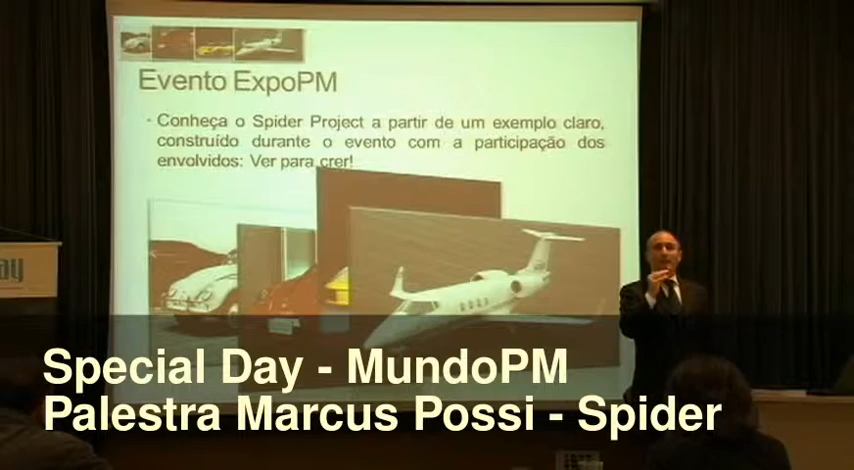 Evento ExpoPM
· Conheça o Spider Project a partir de um exemplo claro,
construído durante o evento com a participação dos
envolvidos: Ver para crer!
ay
Special Day - MundoPM
Palestra Marcus Possi - Spider